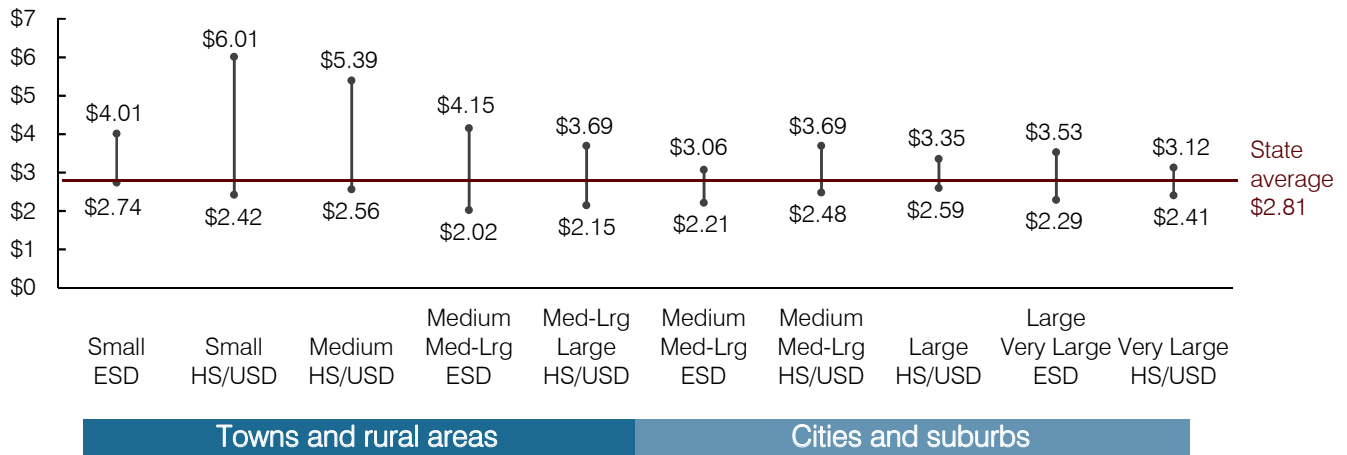 $7
$6
$5
$4
$3
$2
$1
$0
$4.01
$2.74
$6.01
$2.42
$5.39
$2.56
$4.15
$2.02
$3.69
$2.15
$3.06
$2.21
$3.69
$2.48
$3.35
$2.59
$3.53
$2.29
$3.12
$2.41
State
average
$2.81
Small
ESD
Small
HS/USD
Medium
HS/USD
Medium
Med-Lrg
ESD
Med-Lrg
Large
HS/USD
Medium
Med-Lrg
ESD
Medium
Med-Lrg
HS/USD
Large
HS/USD
Large
Very Large
ESD
Very Large
HS/USD
Towns and rural areas
Cities and suburbs